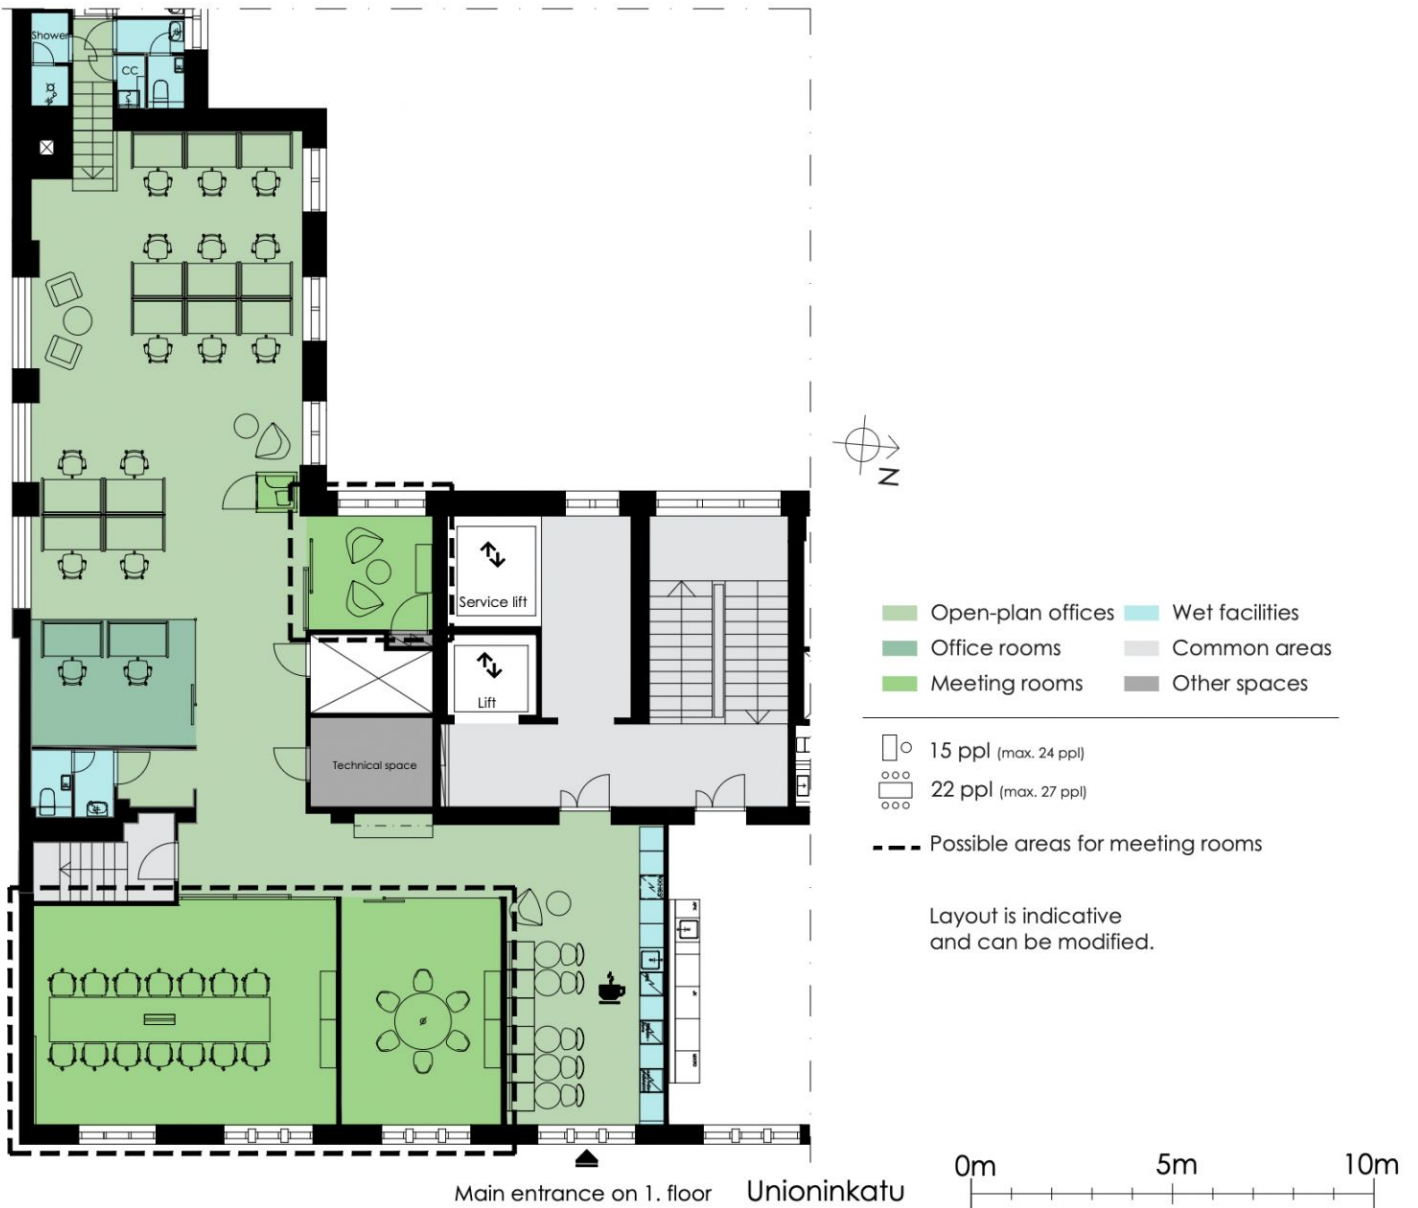 Shower
CC
Service lift
Lift
Technical space
N
Open-plan offices
Wet facilities
Office rooms
Common areas
Meeting rooms
Other spaces
15 ppl (max. 24 ppl)
22 ppl (max. 27 ppl)
Possible areas for meeting rooms
Layout is indicative
and can be modified.
Main entrance on 1. floor
Unioninkatu
0m
5m
10m